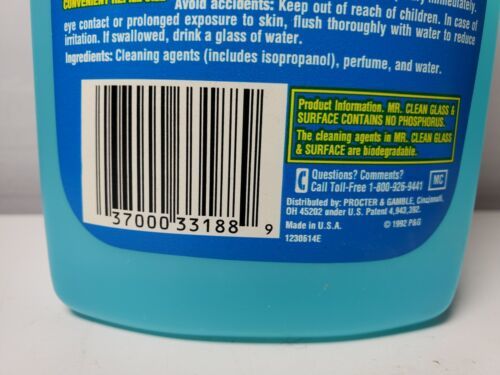 CONVENIENT REFILL
immediately.
Avoid accidents: Keep out of reach of children. In case of
eye contact or prolonged exposure to skin, flush thoroughly with water to reduce
irritation. If swallowed, drink a glass of water.
Ingredients: Cleaning agents (includes isopropanol), perfume, and water.
37000 33188 9
Product Information. MR. CLEAN GLASS &
SURFACE CONTAINS NO PHOSPHORUS.
The cleaning agents in MR. CLEAN GLASS
& SURFACE are biodegradable.
Questions? Comments?
Call Toll-Free 1-800-926-9441
MC
Distributed by: PROCTER & GAMBLE, Cincinnati,
OH 45202 under U.S. Patent 4,943,392.
Made in U.S.A.
© 1992 P&G
1230614E